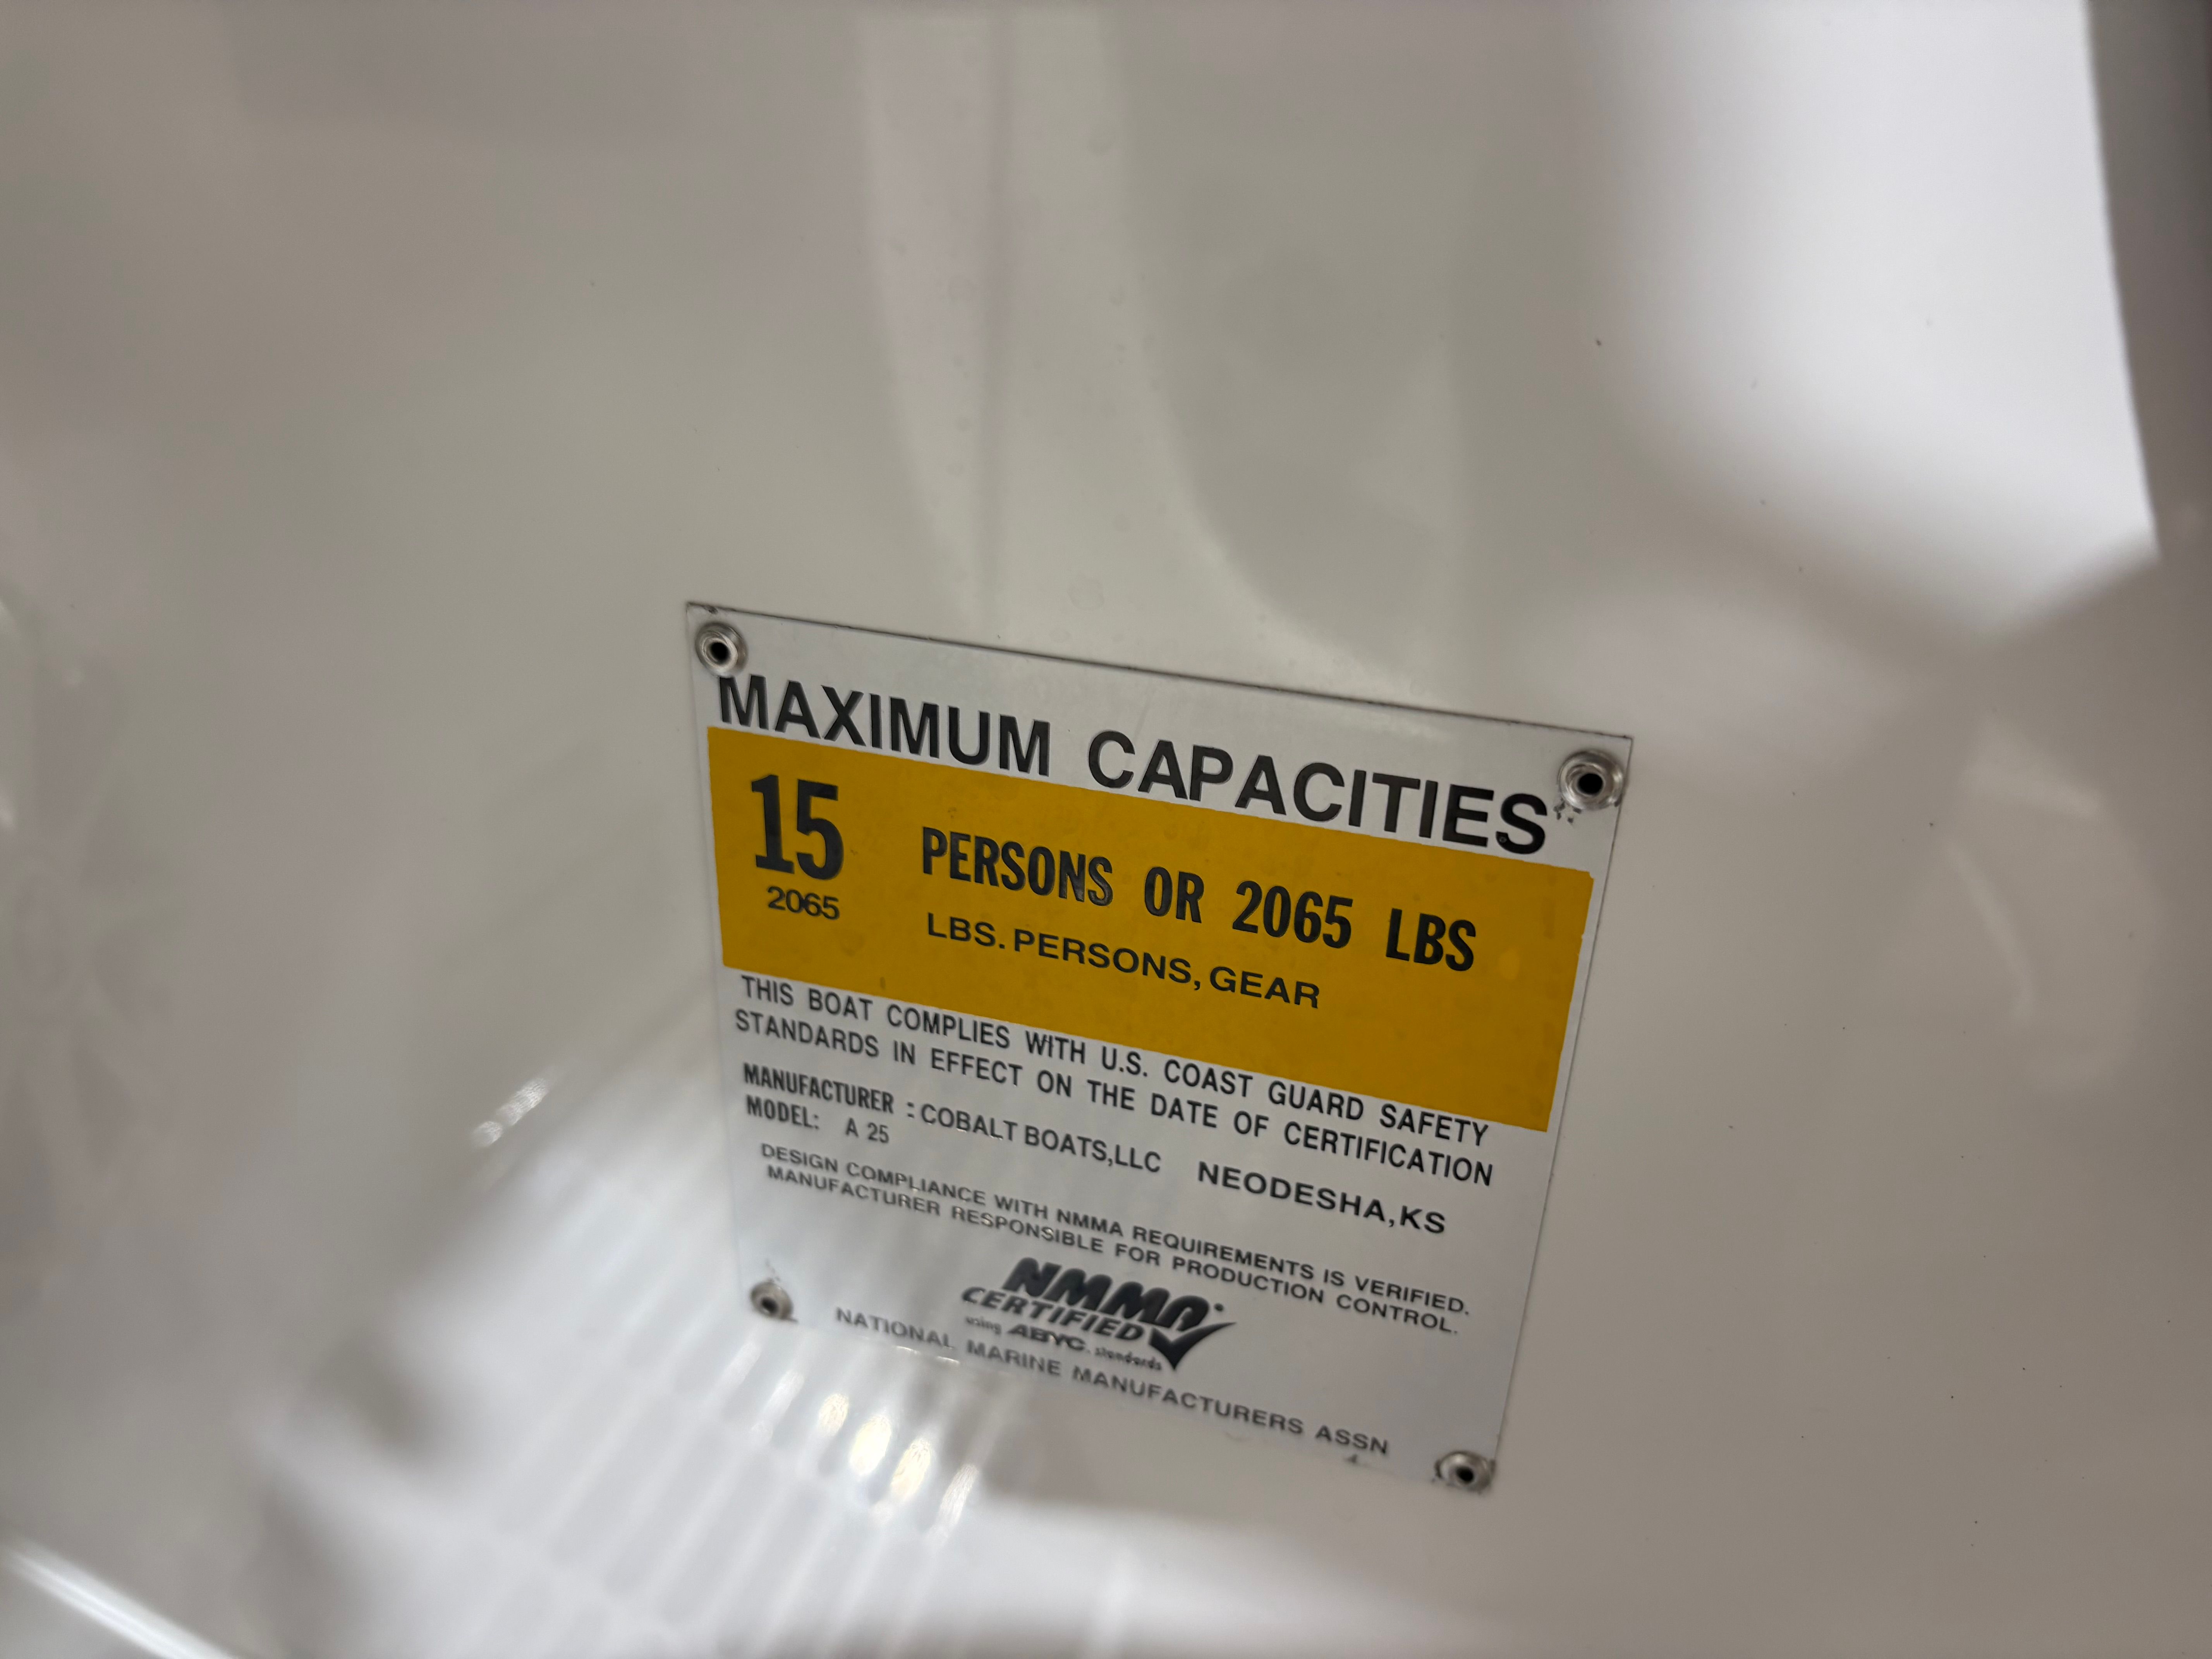 MAXIMUM CAPACITIES
15 PERSONS OR 2065 LBS
2065 LBS. PERSONS, GEAR
THIS BOAT COMPLIES WITH U.S. COAST GUARD SAFETY
STANDARDS IN EFFECT ON THE DATE OF CERTIFICATION
MANUFACTURER : COBALT BOATS,LLC NEODESHA,KS
MODEL: A 25
DESIGN COMPLIANCE WITH NMMA REQUIREMENTS IS VERIFIED.
MANUFACTURER RESPONSIBLE FOR PRODUCTION CONTROL.
NMMA
CERTIFIED
using ABYC standards
NATIONAL MARINE MANUFACTURERS ASSN